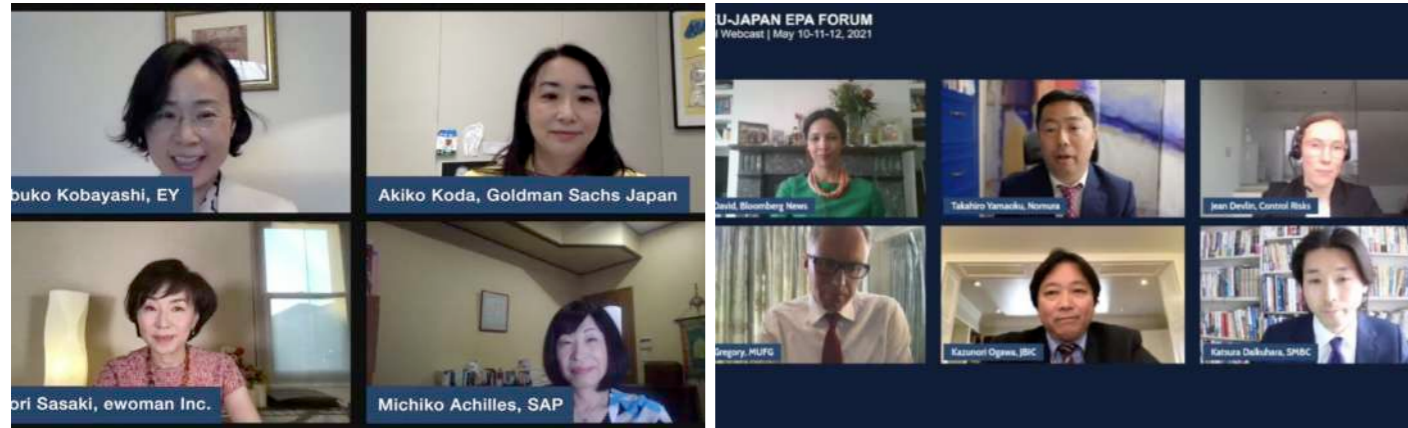 buko Kobayashi, EY
Akiko Koda, Goldman Sachs Japan
ori Sasaki, ewoman Inc.
Michiko Achilles, SAP
EU-JAPAN EPA FORUM
l Webcast | May 10-11-12, 2021
David, Bloomberg News
Takahiro Yamaoku, Nomura
Jean Devlin, Control Risks
Gregory, MUFG
Kazunori Ogawa, JBIC
Katsura Daikuhara, SMBC